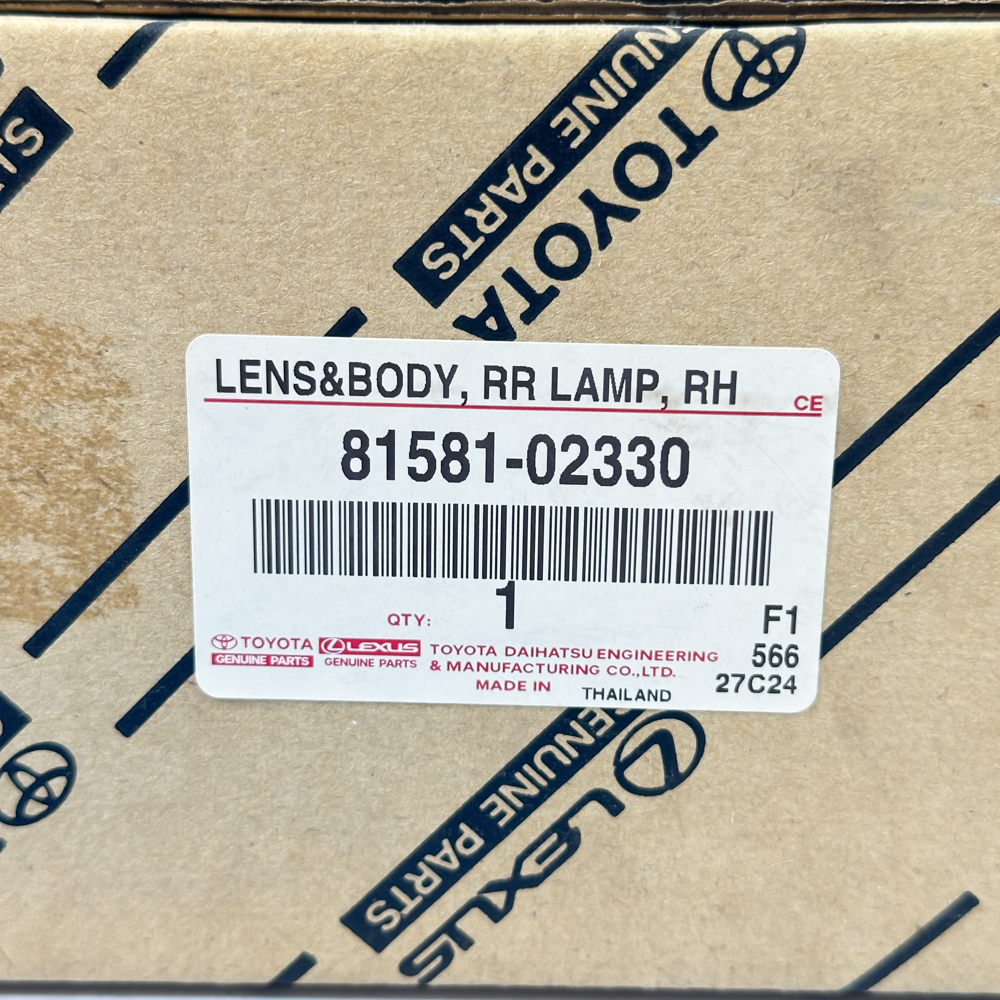 TOYOTA
GENUINE PARTS
LENS&BODY, RR LAMP, RH
CE
81581-02330
QTY: 1
F1
566
27C24
TOYOTA
GENUINE PARTS
LEXUS
GENUINE PARTS
TOYOTA DAIHATSU ENGINEERING
& MANUFACTURING CO.,LTD.
MADE IN THAILAND
GENUINE PARTS
LEXUS